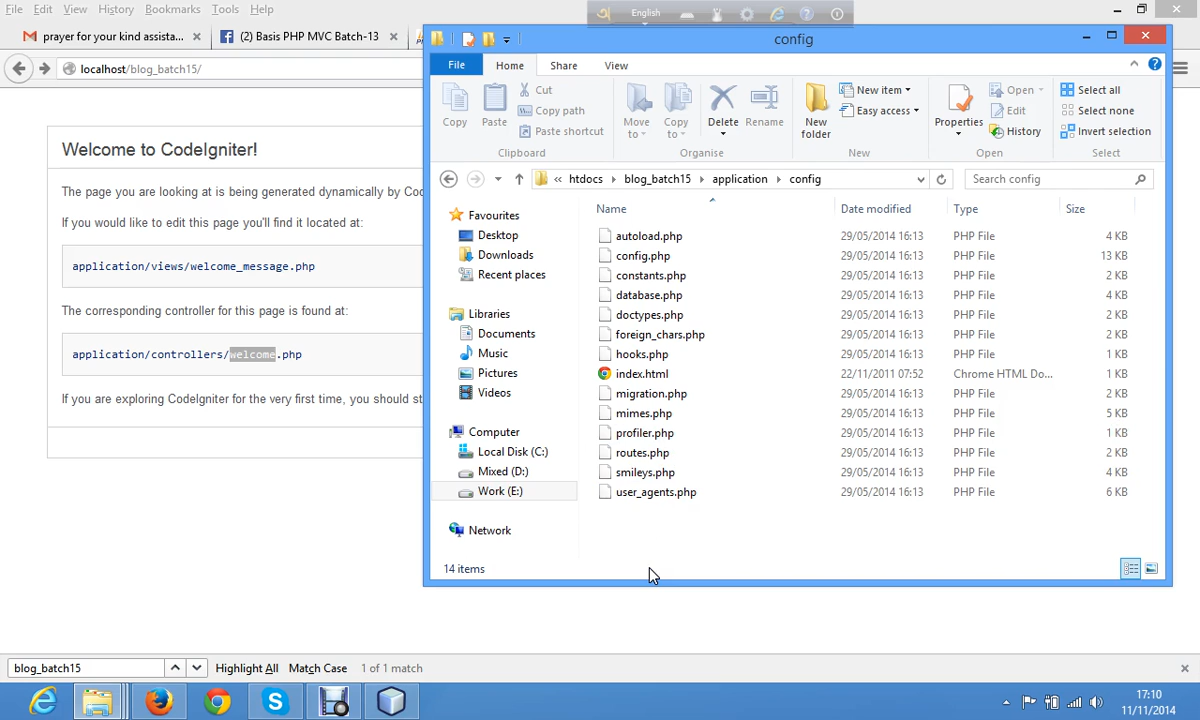 File Edit View History Bookmarks Tools Help
English
prayer for your kind assista...
(2) Basis PHP MVC Batch-13
localhost/blog_batch15/
Welcome to CodeIgniter!
The page you are looking at is being generated dynamically by Coc
If you would like to edit this page you'll find it located at:
application/views/welcome_message.php
The corresponding controller for this page is found at:
application/controllers/welcome.php
If you are exploring CodeIgniter for the very first time, you should st
config
File Home Share View
Copy
Paste
Cut
Copy path
Paste shortcut
Clipboard
Move to
Copy to
Delete
Rename
Organise
New folder
New item
Easy access
New
Properties
Open
Edit
History
Open
Select all
Select none
Invert selection
Select
« htdocs blog_batch15 application config
Search config
Favourites
Desktop
Downloads
Recent places
Libraries
Documents
Music
Pictures
Videos
Computer
Local Disk (C:)
Mixed (D:)
Work (E:)
Network
Name Date modified Type Size
autoload.php 29/05/2014 16:13 PHP File 4 KB
config.php 29/05/2014 16:13 PHP File 13 KB
constants.php 29/05/2014 16:13 PHP File 2 KB
database.php 29/05/2014 16:13 PHP File 4 KB
doctypes.php 29/05/2014 16:13 PHP File 2 KB
foreign_chars.php 29/05/2014 16:13 PHP File 2 KB
hooks.php 29/05/2014 16:13 PHP File 1 KB
index.html 22/11/2011 07:52 Chrome HTML Do... 1 KB
migration.php 29/05/2014 16:13 PHP File 2 KB
mimes.php 29/05/2014 16:13 PHP File 5 KB
profiler.php 29/05/2014 16:13 PHP File 1 KB
routes.php 29/05/2014 16:13 PHP File 2 KB
smileys.php 29/05/2014 16:13 PHP File 4 KB
user_agents.php 29/05/2014 16:13 PHP File 6 KB
14 items
blog_batch15 Highlight All Match Case 1 of 1 match
17:10
11/11/2014